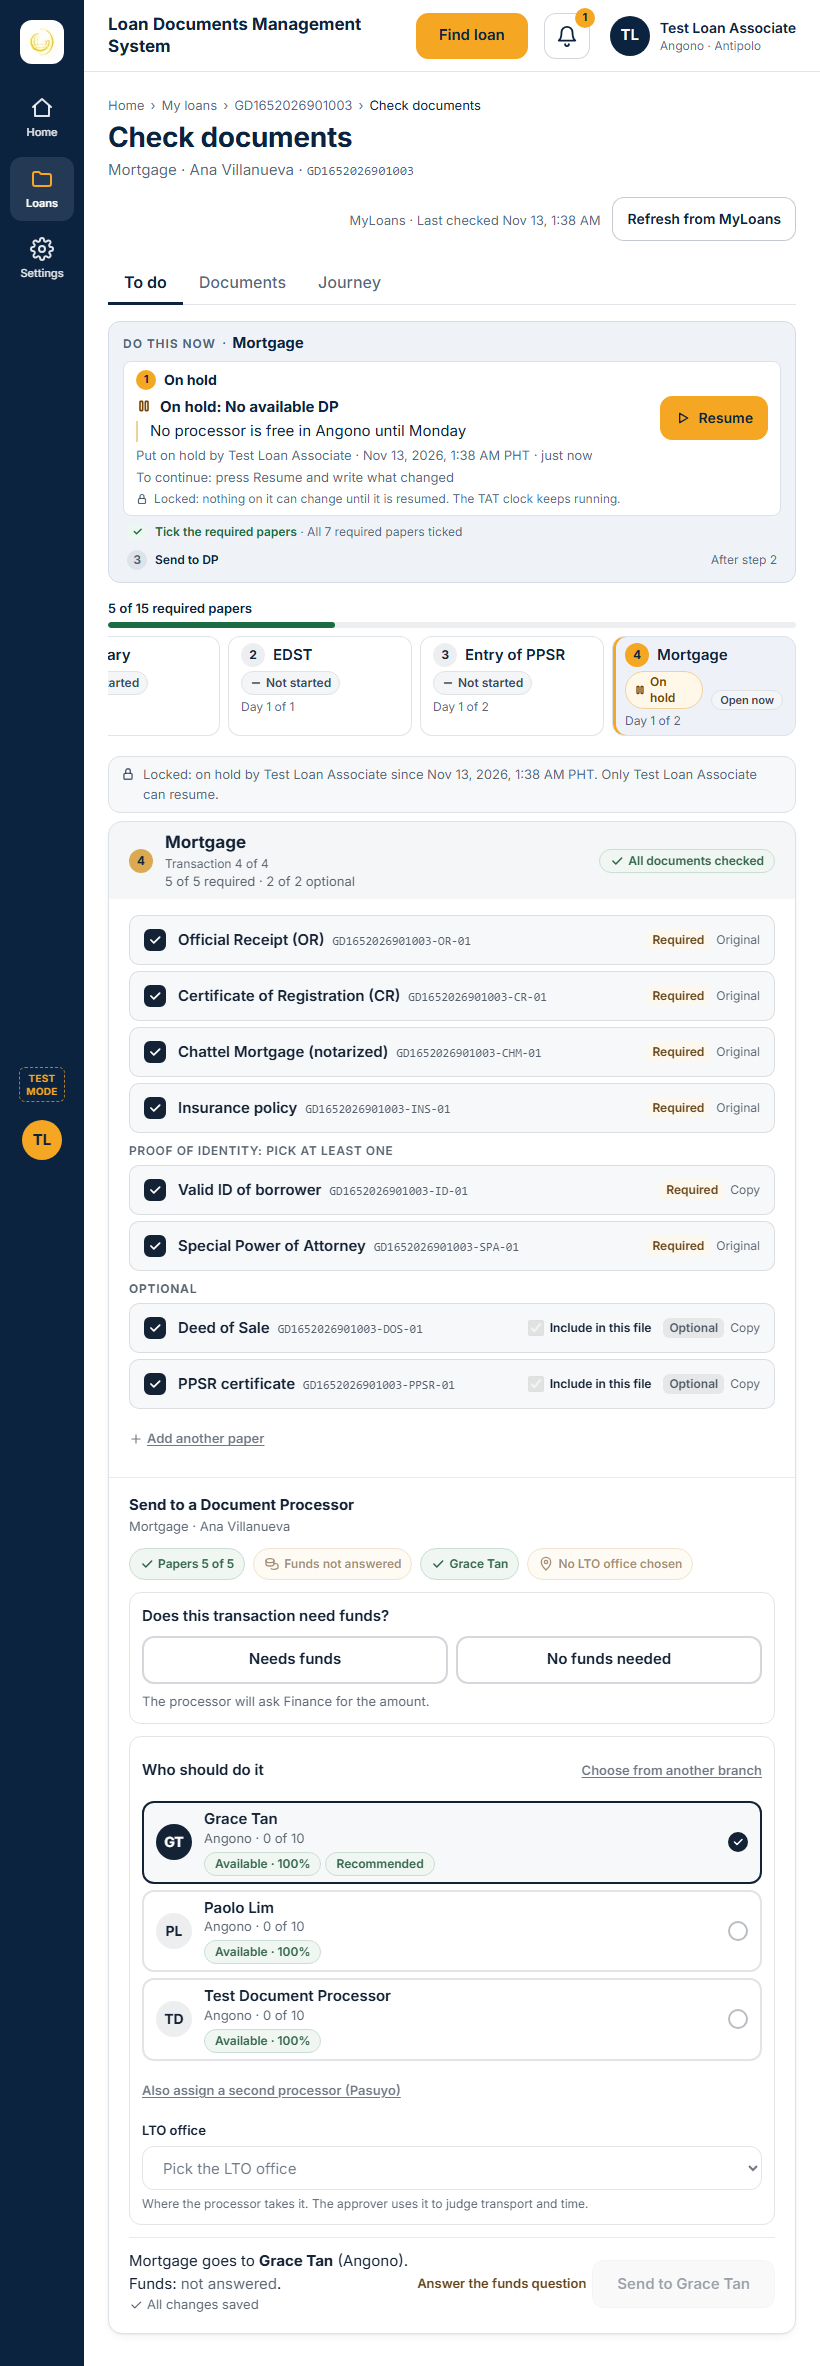 Loan Documents Management
System
Find loan
1
TL
Test Loan Associate
Angono · Antipolo
Home
Loans
Settings
TEST
MODE
TL
Home › My loans › GD1652026901003 › Check documents
Check documents
Mortgage · Ana Villanueva · GD1652026901003
MyLoans · Last checked Nov 13, 1:38 AM
Refresh from MyLoans
To do
Documents
Journey
DO THIS NOW · Mortgage
1 On hold
On hold: No available DP
No processor is free in Angono until Monday
Put on hold by Test Loan Associate · Nov 13, 2026, 1:38 AM PHT · just now
To continue: press Resume and write what changed
Locked: nothing on it can change until it is resumed. The TAT clock keeps running.
Resume
Tick the required papers · All 7 required papers ticked
3 Send to DP
After step 2
5 of 15 required papers
ary
arted
2 EDST
Not started
Day 1 of 1
3 Entry of PPSR
Not started
Day 1 of 2
4 Mortgage
On
hold
Open now
Day 1 of 2
Locked: on hold by Test Loan Associate since Nov 13, 2026, 1:38 AM PHT. Only Test Loan Associate
can resume.
4
Mortgage
Transaction 4 of 4
5 of 5 required · 2 of 2 optional
All documents checked
Official Receipt (OR) GD1652026901003-OR-01 Required Original
Certificate of Registration (CR) GD1652026901003-CR-01 Required Original
Chattel Mortgage (notarized) GD1652026901003-CHM-01 Required Original
Insurance policy GD1652026901003-INS-01 Required Original
PROOF OF IDENTITY: PICK AT LEAST ONE
Valid ID of borrower GD1652026901003-ID-01 Required Copy
Special Power of Attorney GD1652026901003-SPA-01 Required Original
OPTIONAL
Deed of Sale GD1652026901003-DOS-01 Include in this file Optional Copy
PPSR certificate GD1652026901003-PPSR-01 Include in this file Optional Copy
+ Add another paper
Send to a Document Processor
Mortgage · Ana Villanueva
Papers 5 of 5
Funds not answered
Grace Tan
No LTO office chosen
Does this transaction need funds?
Needs funds
No funds needed
The processor will ask Finance for the amount.
Who should do it
Choose from another branch
GT
Grace Tan
Angono · 0 of 10
Available · 100%
Recommended
PL
Paolo Lim
Angono · 0 of 10
Available · 100%
TD
Test Document Processor
Angono · 0 of 10
Available · 100%
Also assign a second processor (Pasuyo)
LTO office
Pick the LTO office
Where the processor takes it. The approver uses it to judge transport and time.
Mortgage goes to Grace Tan (Angono).
Funds: not answered.
All changes saved
Answer the funds question
Send to Grace Tan